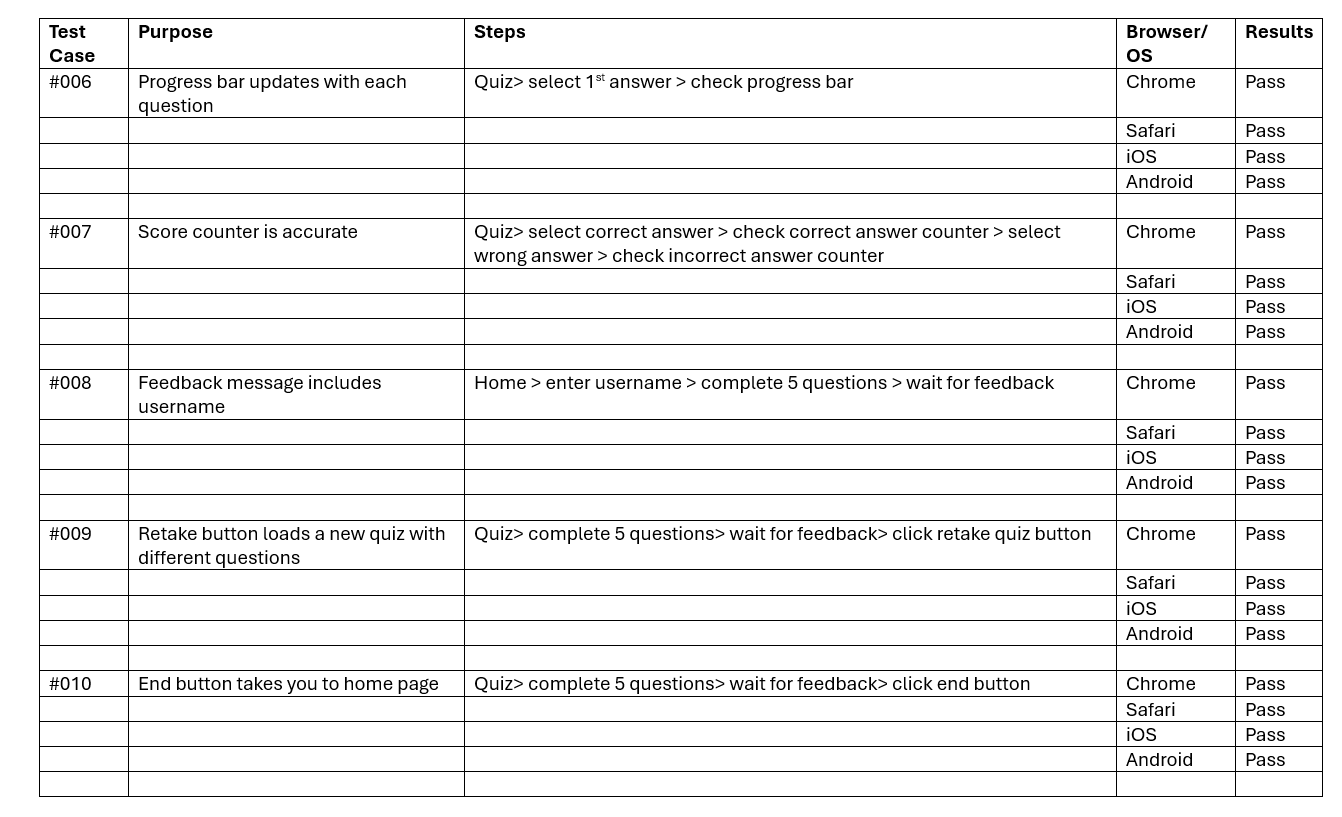 Test Case Purpose Steps Browser/ OS Results
#006 Progress bar updates with each question Quiz> select 1st answer > check progress bar Chrome Pass
Safari Pass
iOS Pass
Android Pass
#007 Score counter is accurate Quiz> select correct answer > check correct answer counter > select wrong answer > check incorrect answer counter Chrome Pass
Safari Pass
iOS Pass
Android Pass
#008 Feedback message includes username Home > enter username > complete 5 questions > wait for feedback Chrome Pass
Safari Pass
iOS Pass
Android Pass
#009 Retake button loads a new quiz with different questions Quiz> complete 5 questions> wait for feedback> click retake quiz button Chrome Pass
Safari Pass
iOS Pass
Android Pass
#010 End button takes you to home page Quiz> complete 5 questions> wait for feedback> click end button Chrome Pass
Safari Pass
iOS Pass
Android Pass